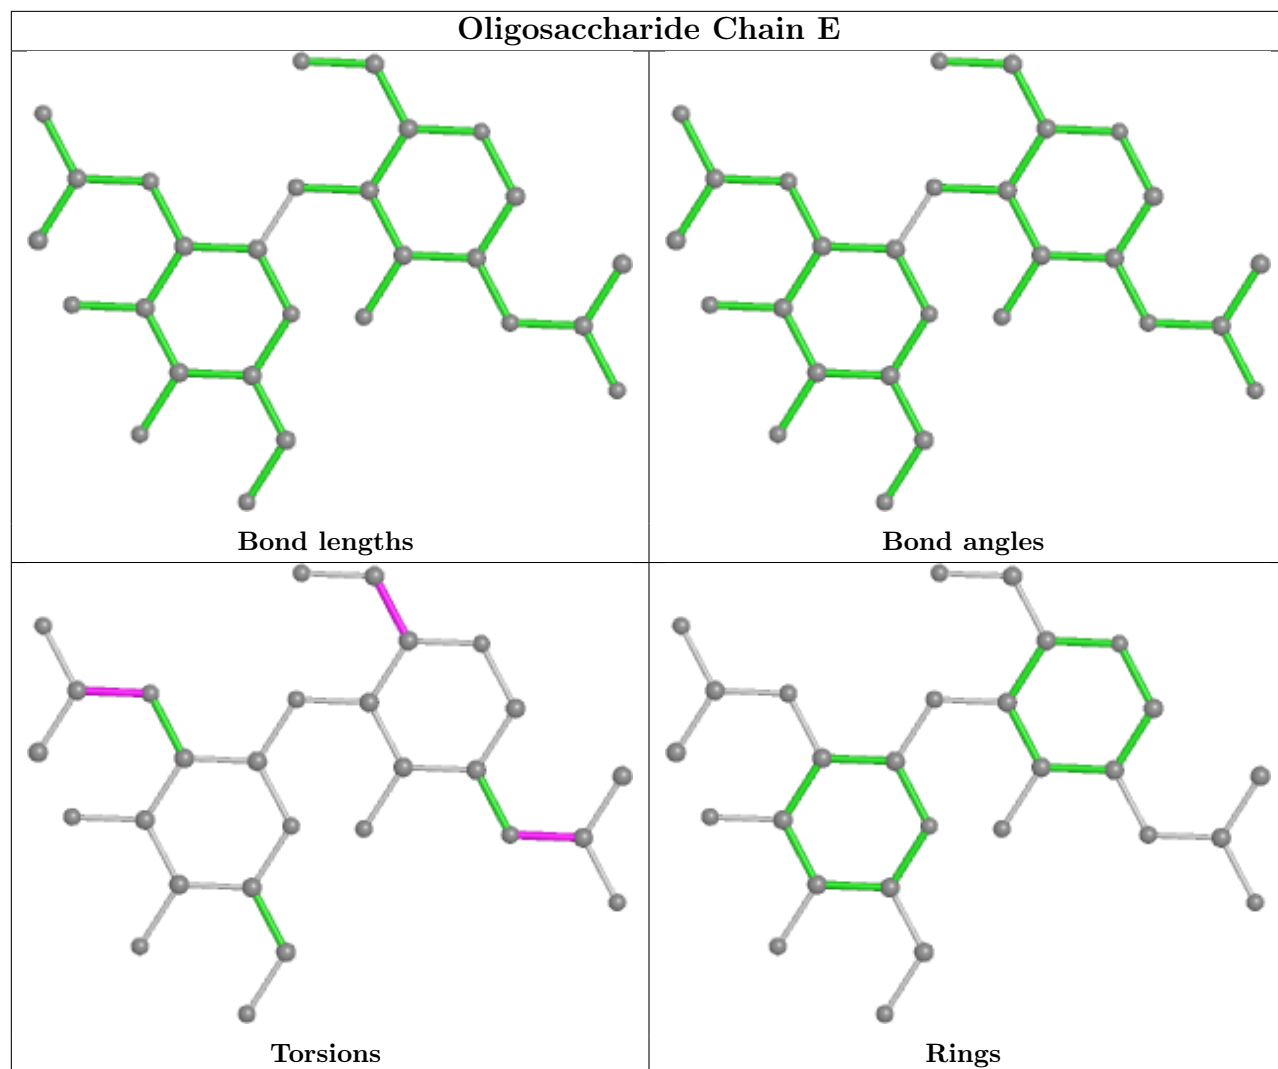 Oligosaccharide Chain E
Bond lengths
Bond angles
Torsions
Rings